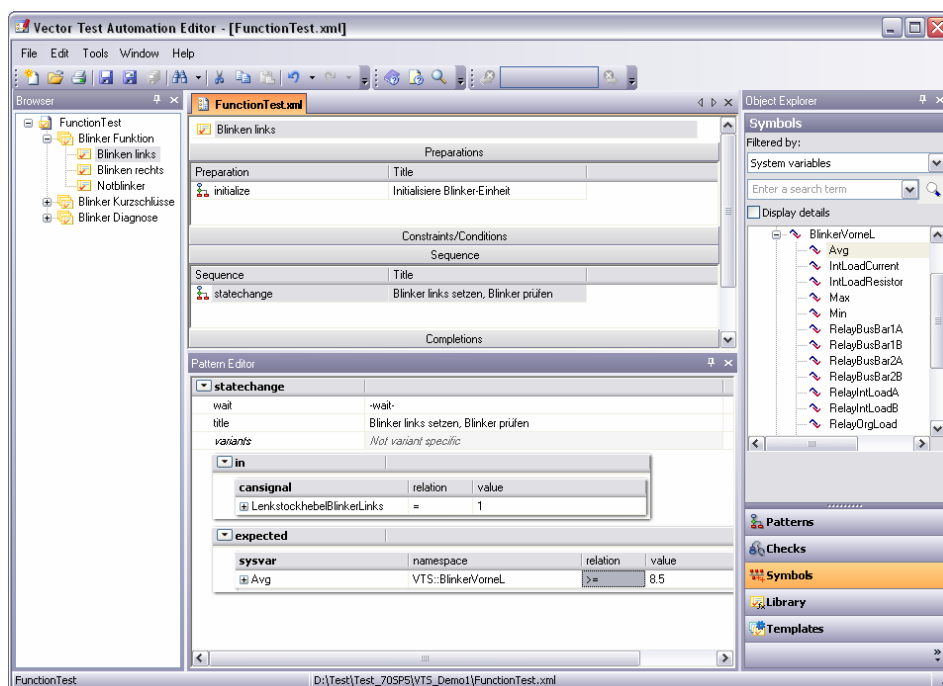 Vector Test Automation Editor - [FunctionTest.xml]
File Edit Tools Window Help
Browser
FunctionTest
Blinker Funktion
Blinken links
Blinken rechts
Notblinker
Blinker Kurzschlüsse
Blinker Diagnose
FunctionTest.xml
Blinken links
Preparations
Preparation Title
initialize Initialisiere Blinker-Einheit
Constraints/Conditions
Sequence
Sequence Title
statechange Blinker links setzen, Blinker prüfen
Completions
Pattern Editor
statechange
wait -wait-
title Blinker links setzen, Blinker prüfen
variants Not variant specific
in
cansignal relation value
LenkstockhebelBlinkerLinks = 1
expected
sysvar namespace relation value
Avg VTS::BlinkerVorneL >= 8.5
Object Explorer
Symbols
Filtered by:
System variables
Enter a search term
Display details
BlinkerVorneL
Avg
IntLoadCurrent
IntLoadResistor
Max
Min
RelayBusBar1A
RelayBusBar1B
RelayBusBar2A
RelayBusBar2B
RelayIntLoadA
RelayIntLoadB
RelayOrgLoad
Patterns
Checks
Symbols
Library
Templates
FunctionTest D:\Test\Test_70SP5\VTS_Demo1\FunctionTest.xml